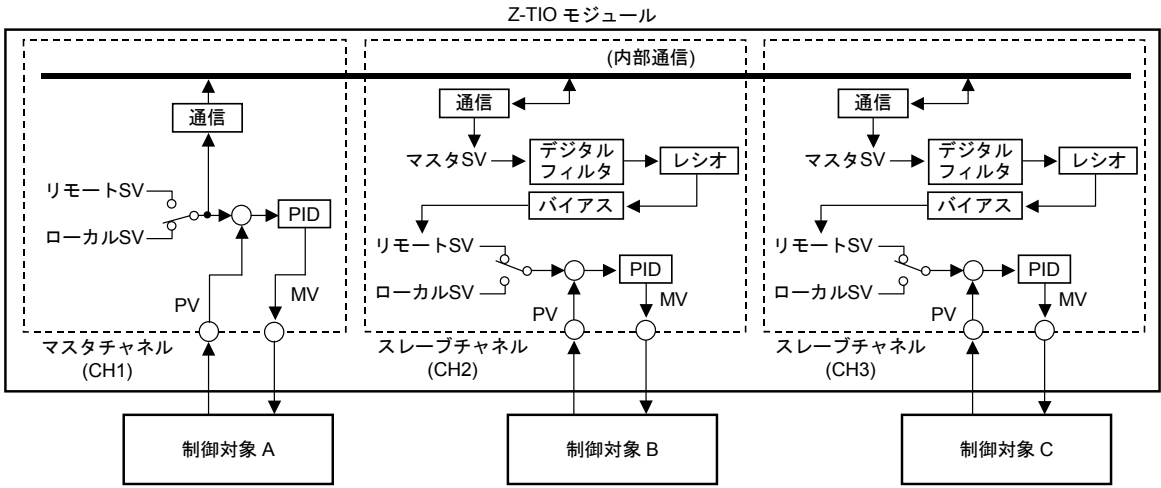 Z-TIO モジュール
(内部通信)
通信
リモートSV
ローカルSV
PID
PV
MV
マスタチャネル
(CH1)
制御対象 A
通信
マスタSV
デジタル
フィルタ
レシオ
バイアス
リモートSV
ローカルSV
PID
PV
MV
スレーブチャネル
(CH2)
制御対象 B
通信
マスタSV
デジタル
フィルタ
レシオ
バイアス
リモートSV
ローカルSV
PID
PV
MV
スレーブチャネル
(CH3)
制御対象 C